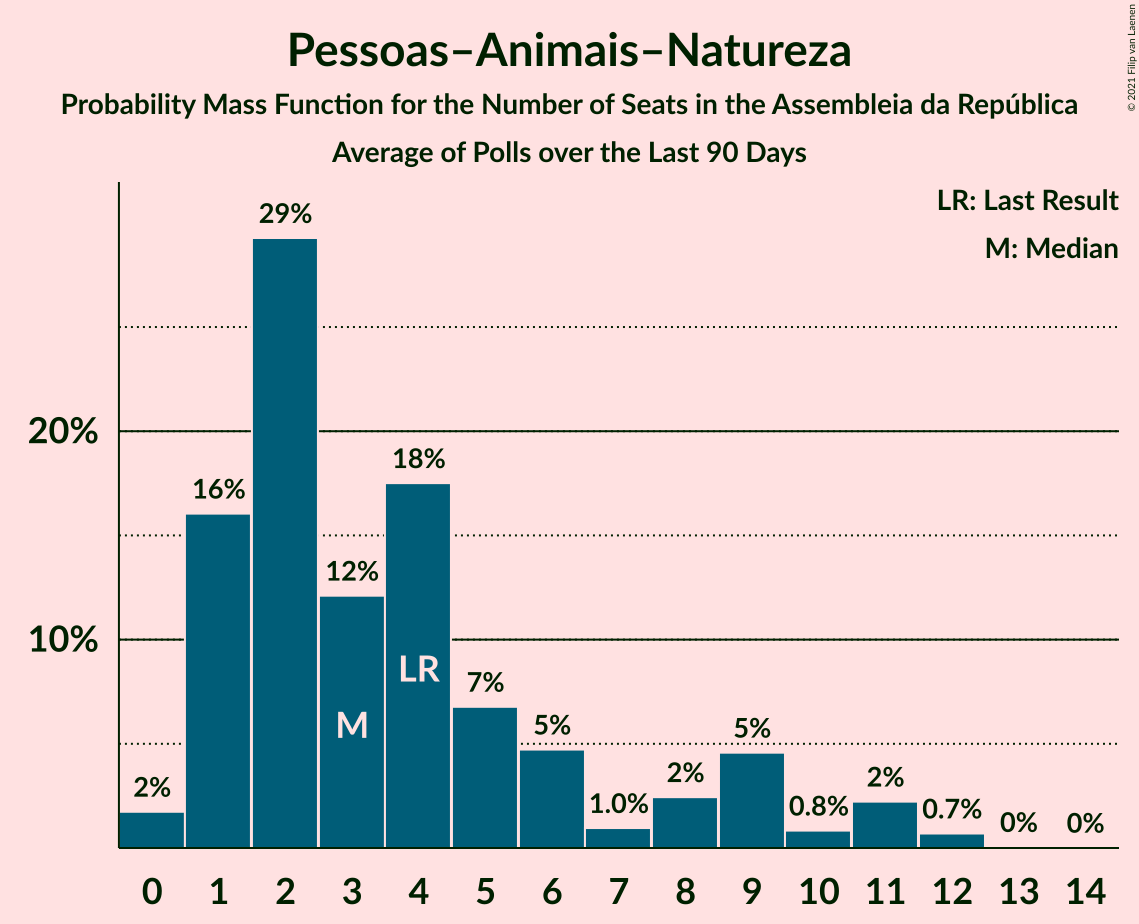 Pessoas–Animais–Natureza
Probability Mass Function for the Number of Seats in the Assembleia da República
Average of Polls over the Last 90 Days
© 2021 Filip van Laenen
LR: Last Result
M: Median
29%
20%
18%
16%
12%
10%
LR
7%
M
5%
5%
2%
2%
2%
1.0%
0.8%
0.7%
0%
0%
0 1 2 3 4 5 6 7 8 9 10 11 12 13 14